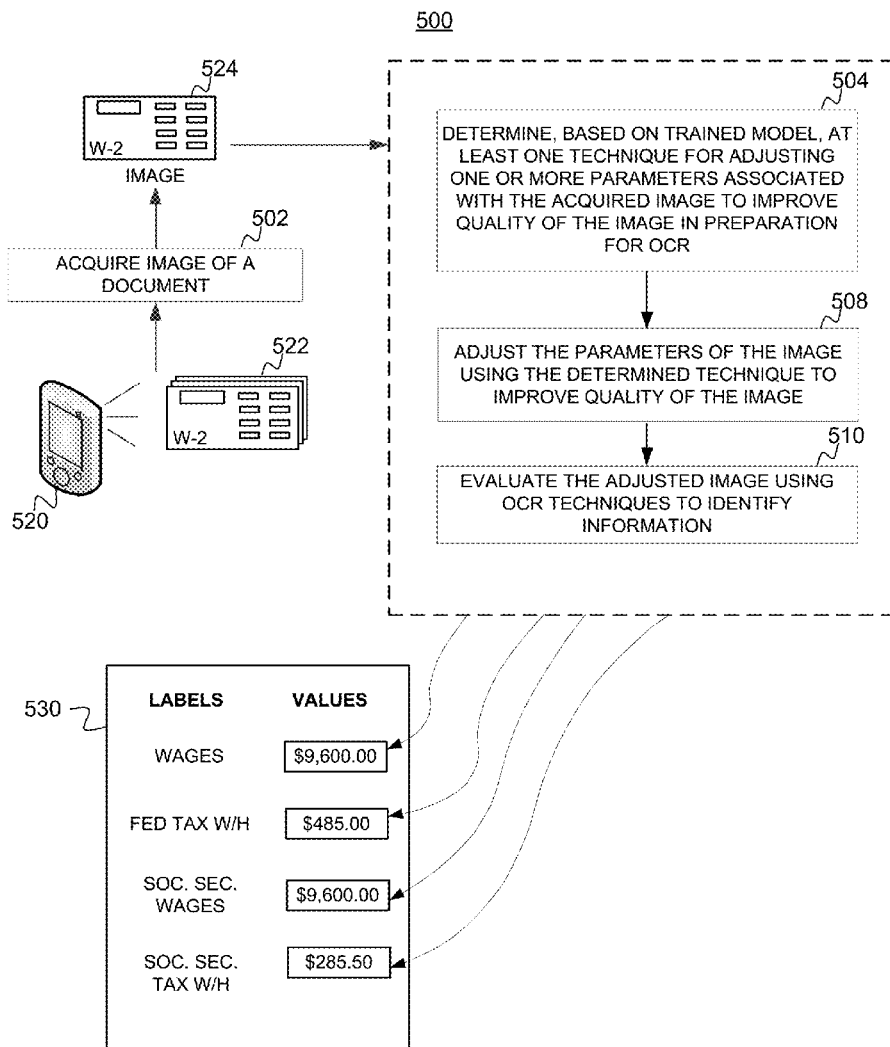 500
524
W-2
IMAGE
502
ACQUIRE IMAGE OF A
DOCUMENT
522
W-2
520
504
DETERMINE, BASED ON TRAINED MODEL, AT
LEAST ONE TECHNIQUE FOR ADJUSTING
ONE OR MORE PARAMETERS ASSOCIATED
WITH THE ACQUIRED IMAGE TO IMPROVE
QUALITY OF THE IMAGE IN PREPARATION
FOR OCR
508
ADJUST THE PARAMETERS OF THE IMAGE
USING THE DETERMINED TECHNIQUE TO
IMPROVE QUALITY OF THE IMAGE
510
EVALUATE THE ADJUSTED IMAGE USING
OCR TECHNIQUES TO IDENTIFY
INFORMATION
530
LABELS VALUES
WAGES $9,600.00
FED TAX W/H $485.00
SOC. SEC.
WAGES $9,600.00
SOC. SEC.
TAX W/H $285.50